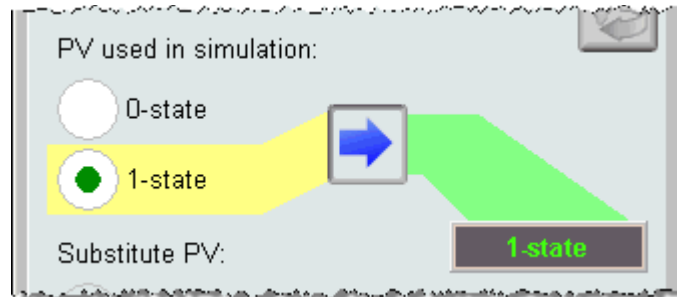 PV used in simulation:
0-state
1-state
Substitute PV:
1-state